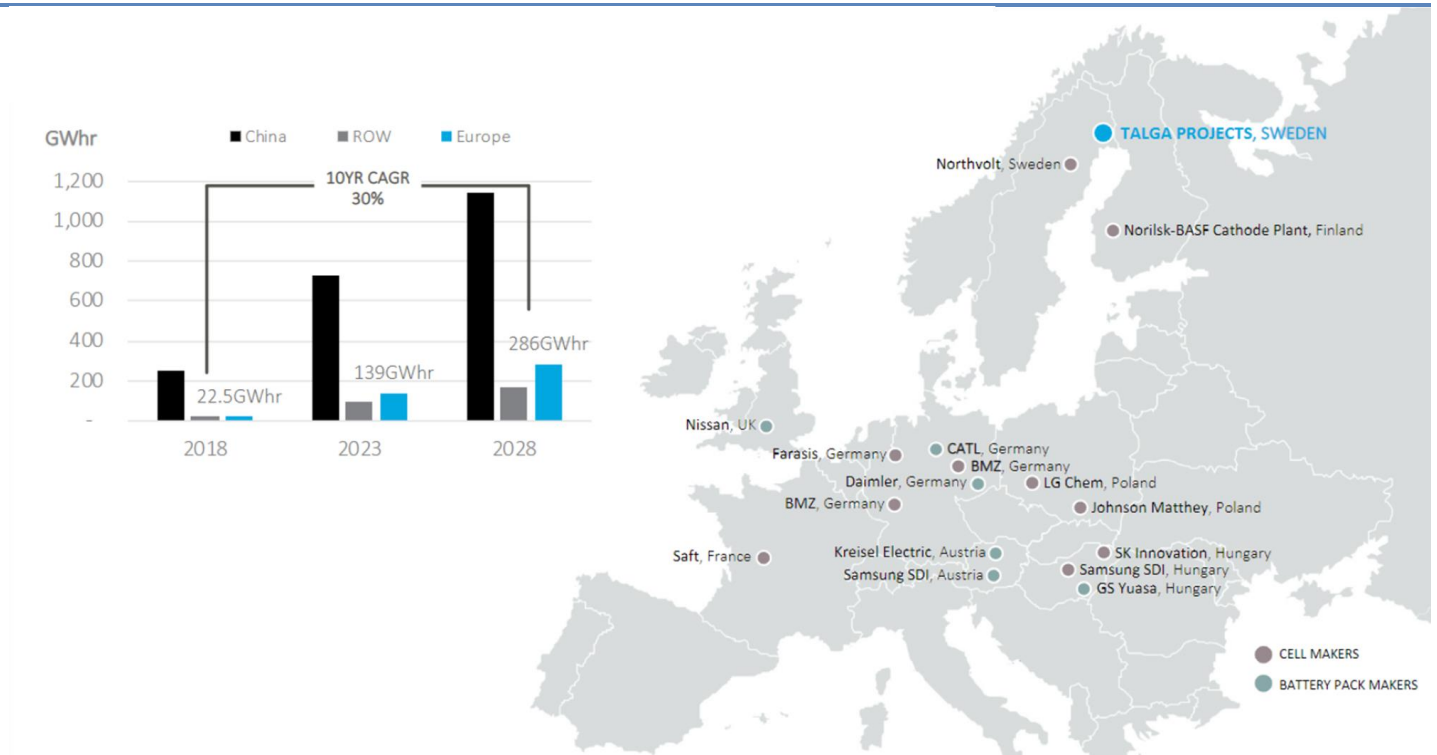 GWhr
China ROW Europe
10YR CAGR
30%
1,200
1,000
800
600
400
200
-
22.5GWhr
139GWhr
286GWhr
2018 2023 2028
TALGA PROJECTS, SWEDEN
Northvolt, Sweden
Norilsk-BASF Cathode Plant, Finland
Nissan, UK
Farasis, Germany
CATL, Germany
BMZ, Germany
Daimler, Germany
LG Chem, Poland
BMZ, Germany
Johnson Matthey, Poland
Saft, France
Kreisel Electric, Austria
SK Innovation, Hungary
Samsung SDI, Austria
Samsung SDI, Hungary
GS Yuasa, Hungary
CELL MAKERS
BATTERY PACK MAKERS